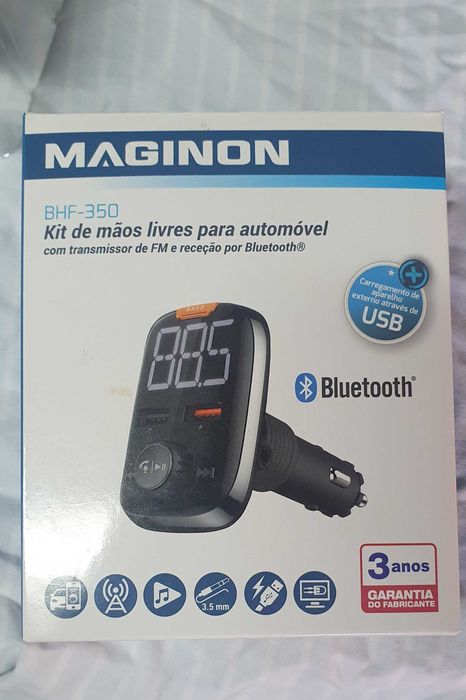 MAGINON
BHF-350
Kit de mãos livres para automóvel
com transmissor de FM e receção por Bluetooth®
Carregamento de
aparelho
externo através de
USB
BASS
88.5
Bluetooth®
3.5 mm
3 anos
GARANTIA
DO FABRICANTE